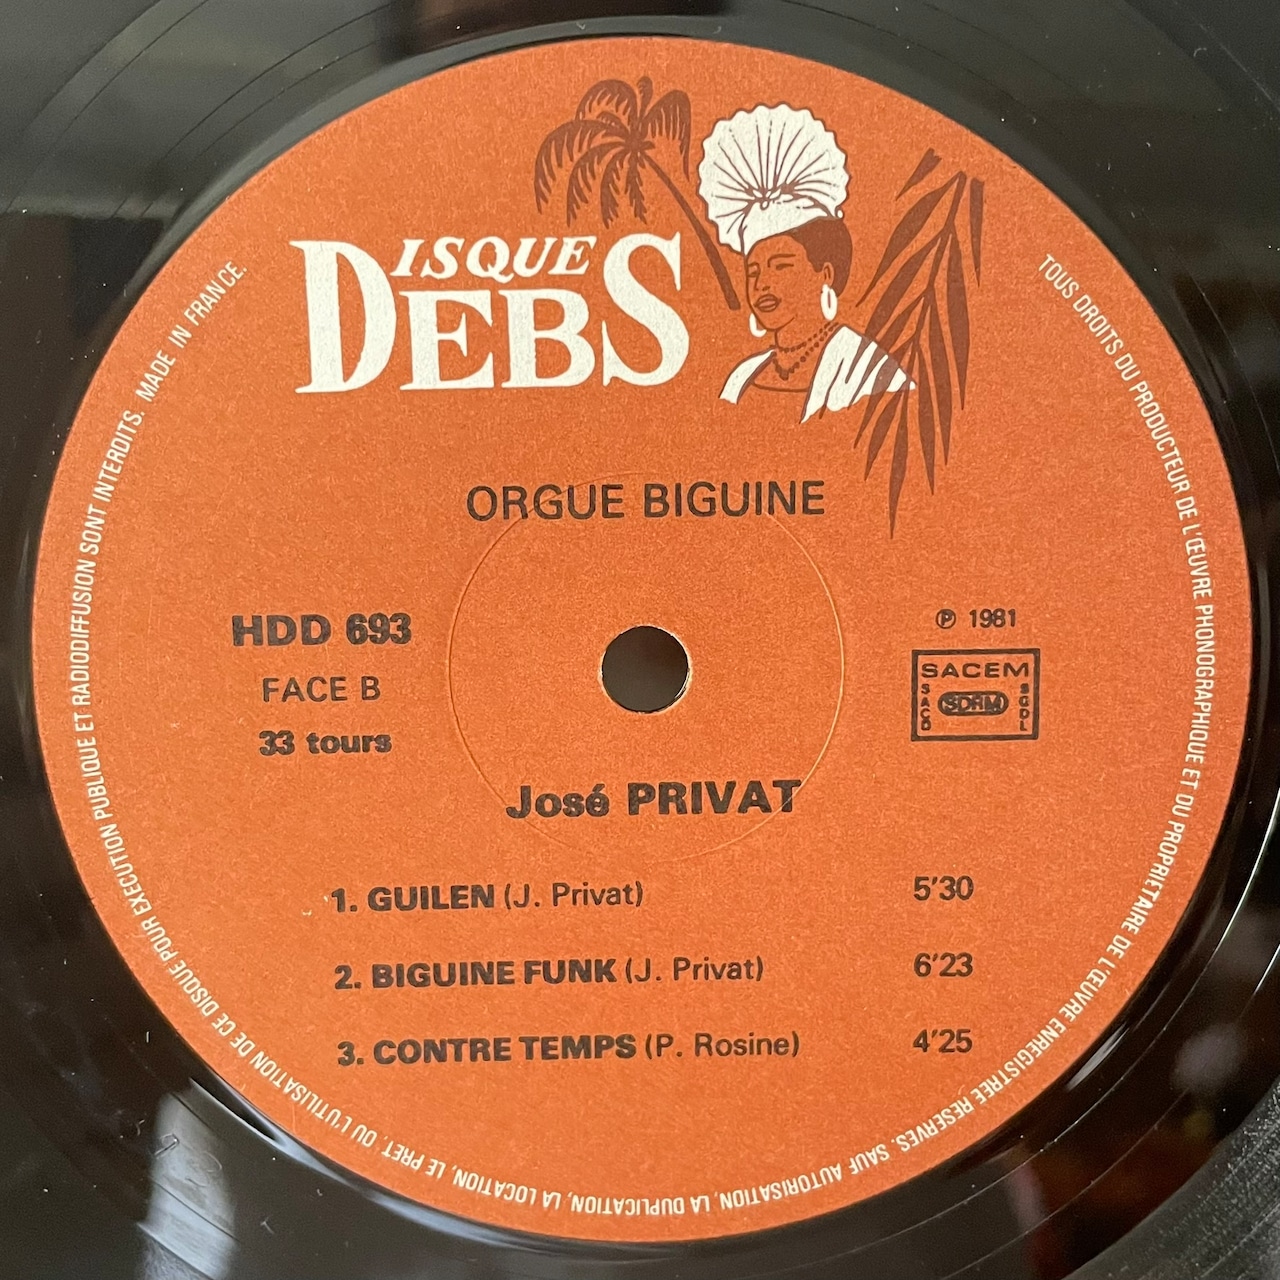 DISQUE DEBS
ORGUE BIGUINE
HDD 693
FACE B
33 tours
℗ 1981
SACEM
SACD
SDRM
SGDL
José PRIVAT
1. GUILEN (J. Privat) 5'30
2. BIGUINE FUNK (J. Privat) 6'23
3. CONTRE TEMPS (P. Rosine) 4'25
TOUS DROITS DU PRODUCTEUR DE L'ŒUVRE PHONOGRAPHIQUE ET DU PROPRIETAIRE DE L'ŒUVRE ENREGISTREE RESERVES. SAUF AUTORISATION, LA DUPLICATION, LA LOCATION, LE PRET, OU L'UTILISATION DE CE DISQUE POUR EXECUTION PUBLIQUE ET RADIODIFFUSION SONT INTERDITS. MADE IN FRANCE.